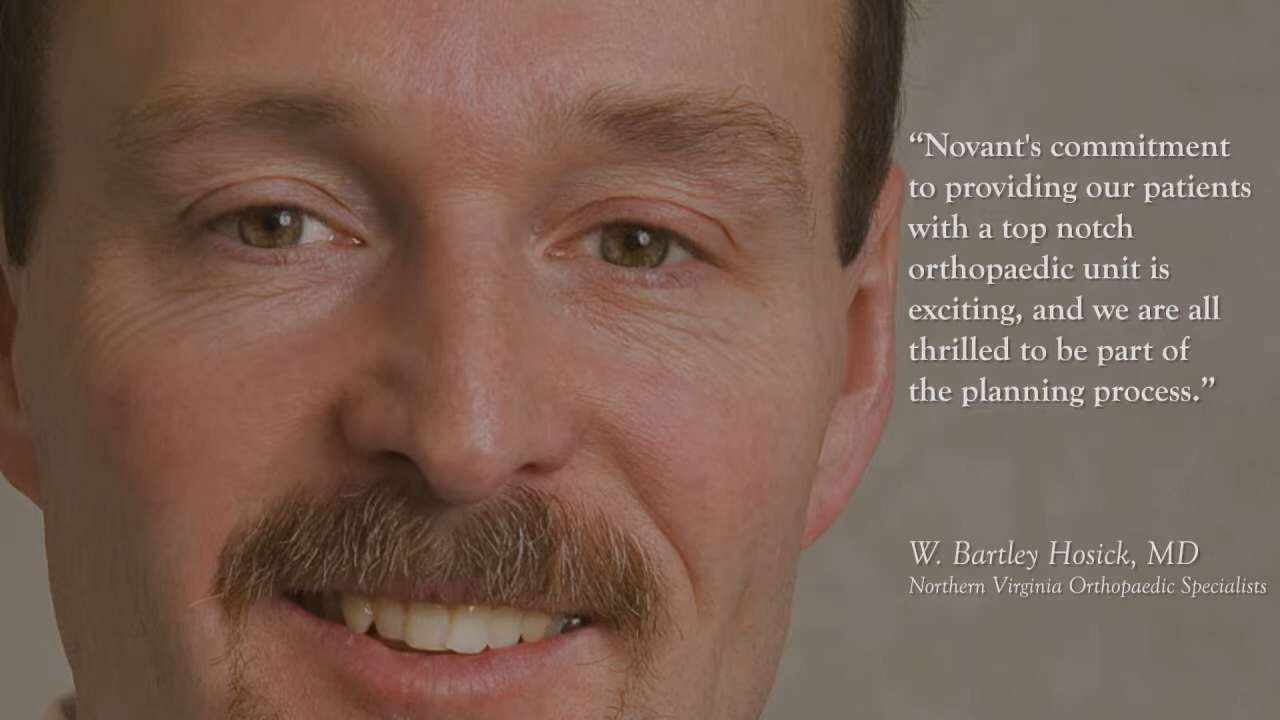 “Novant's commitment
to providing our patients
with a top notch
orthopaedic unit is
exciting, and we are all
thrilled to be part of
the planning process.”
W. Bartley Hosick, MD
Northern Virginia Orthopaedic Specialists